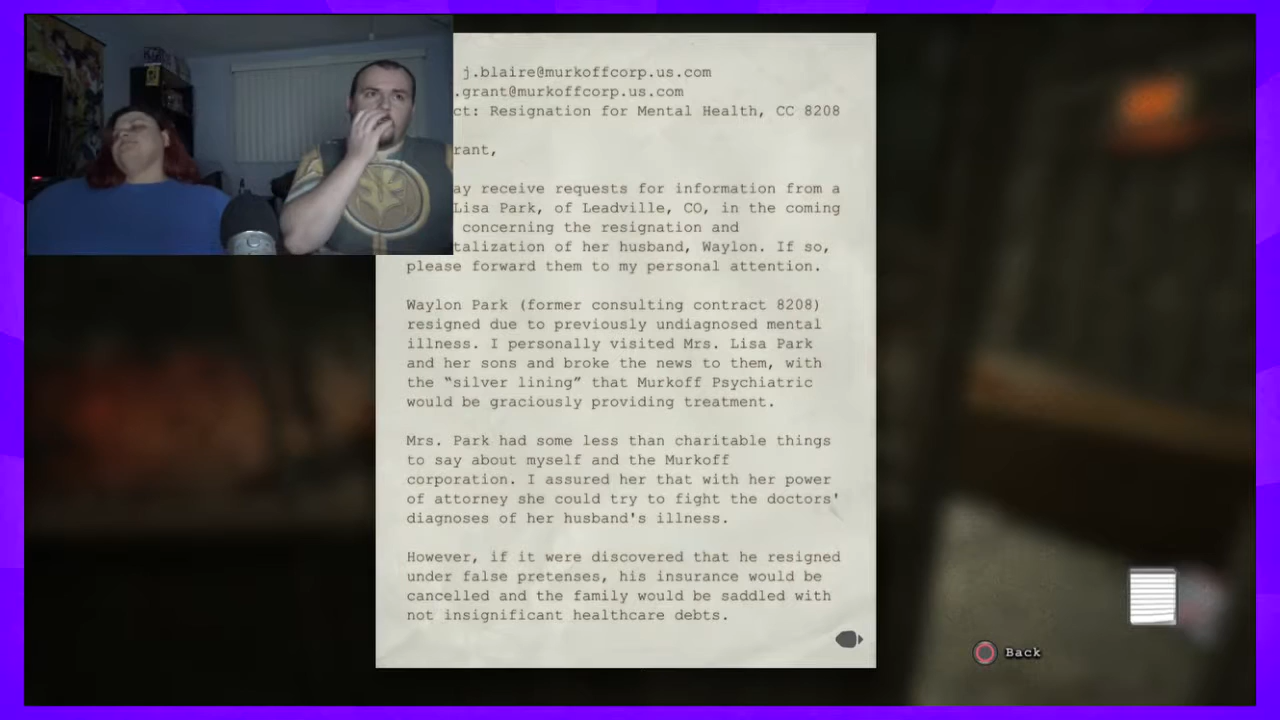 j.blaire@murkoffcorp.us.com
.grant@murkoffcorp.us.com
ct: Resignation for Mental Health, CC 8208
rant,
ay receive requests for information from a
Lisa Park, of Leadville, CO, in the coming
concerning the resignation and
talization of her husband, Waylon. If so,
please forward them to my personal attention.
Waylon Park (former consulting contract 8208)
resigned due to previously undiagnosed mental
illness. I personally visited Mrs. Lisa Park
and her sons and broke the news to them, with
the “silver lining” that Murkoff Psychiatric
would be graciously providing treatment.
Mrs. Park had some less than charitable things
to say about myself and the Murkoff
corporation. I assured her that with her power
of attorney she could try to fight the doctors'
diagnoses of her husband's illness.
However, if it were discovered that he resigned
under false pretenses, his insurance would be
cancelled and the family would be saddled with
not insignificant healthcare debts.
Back